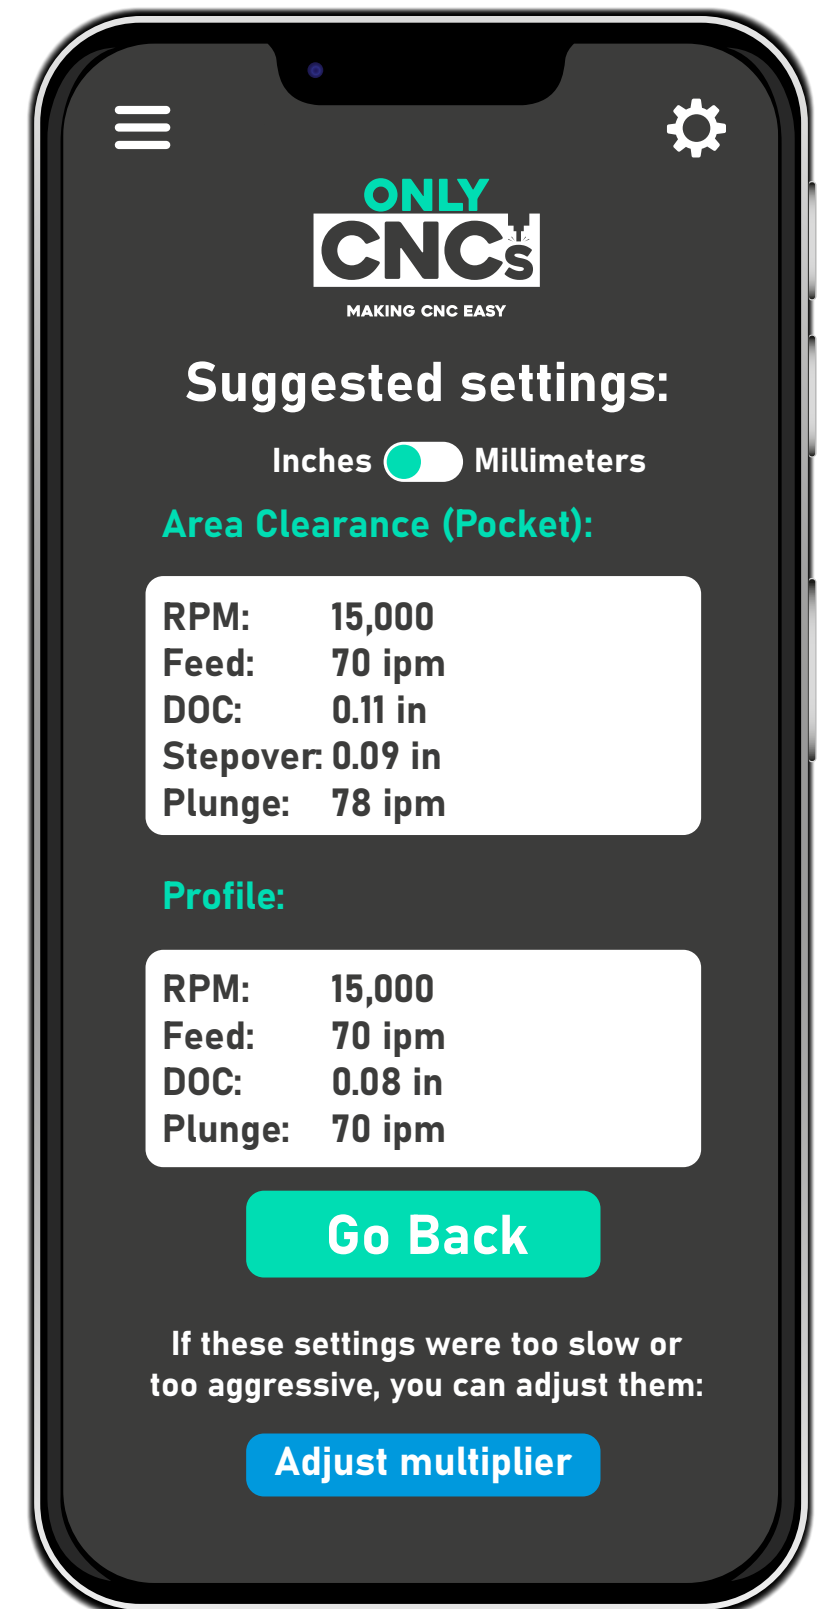 ONLY
CNCs
MAKING CNC EASY
Suggested settings:
Inches Millimeters
Area Clearance (Pocket):
RPM: 15,000
Feed: 70 ipm
DOC: 0.11 in
Stepover: 0.09 in
Plunge: 78 ipm
Profile:
RPM: 15,000
Feed: 70 ipm
DOC: 0.08 in
Plunge: 70 ipm
Go Back
If these settings were too slow or
too aggressive, you can adjust them:
Adjust multiplier